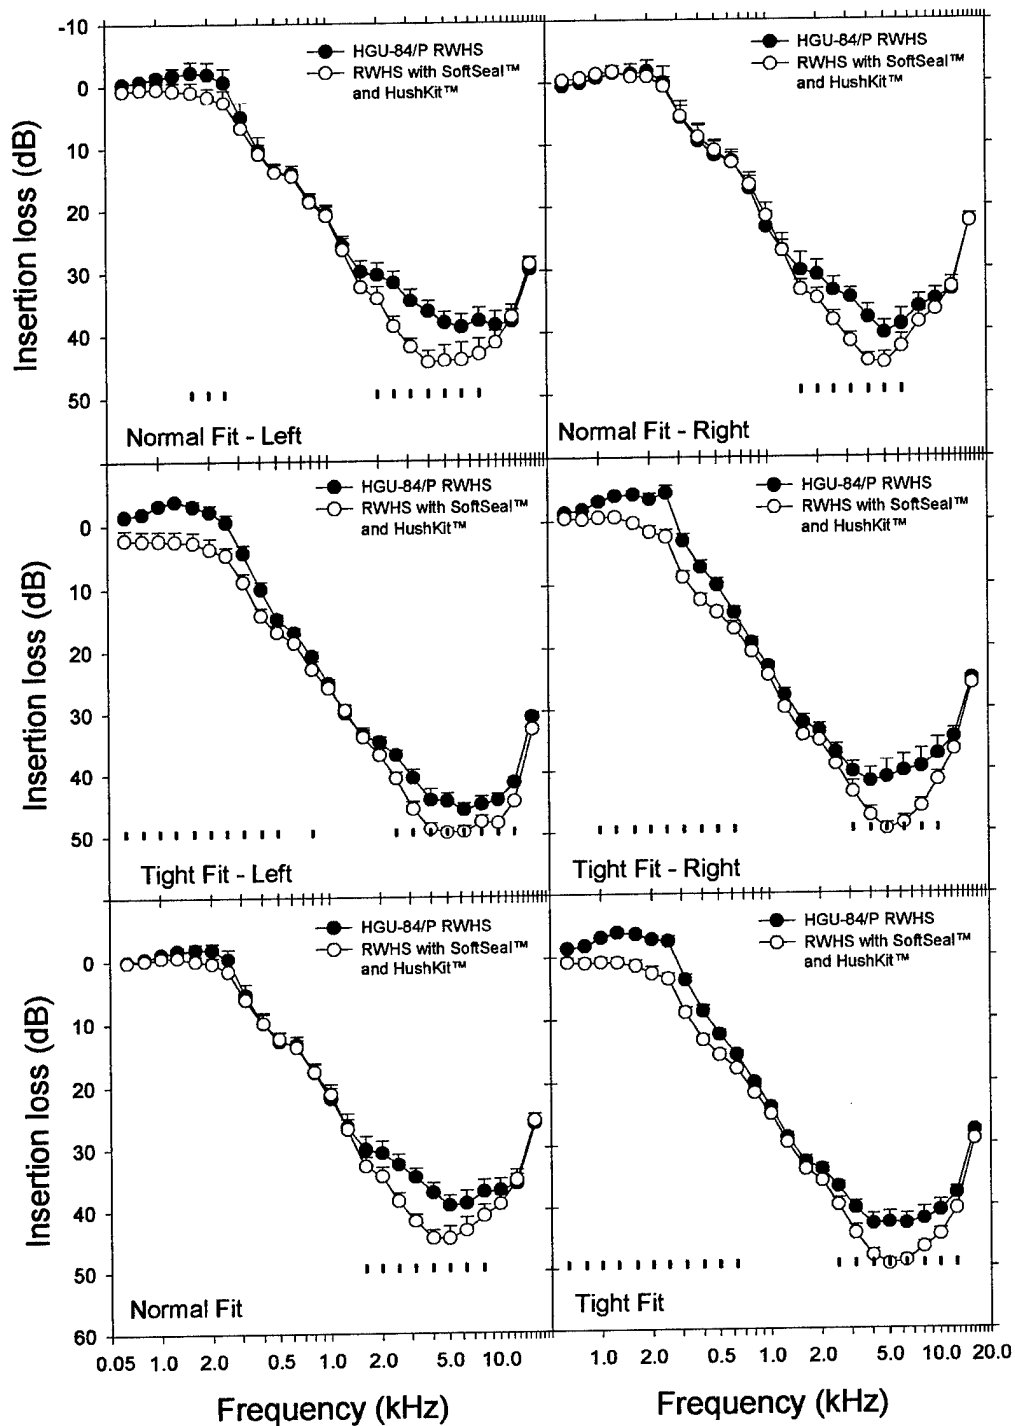 -10
0
10
20
30
40
50
Insertion loss (dB)
HGU-84/P RWHS
RWHS with SoftSeal™
and HushKit™
Normal Fit - Left
HGU-84/P RWHS
RWHS with SoftSeal™
and HushKit™
Normal Fit - Right
0
10
20
30
40
50
Insertion loss (dB)
HGU-84/P RWHS
RWHS with SoftSeal™
and HushKit™
Tight Fit - Left
HGU-84/P RWHS
RWHS with SoftSeal™
and HushKit™
Tight Fit - Right
0
10
20
30
40
50
60
Insertion loss (dB)
HGU-84/P RWHS
RWHS with SoftSeal™
and HushKit™
Normal Fit
HGU-84/P RWHS
RWHS with SoftSeal™
and HushKit™
Tight Fit
0.05 0.1 2.0 0.5 1.0 2.0 5.0 10.0
1.0 2.0 0.5 1.0 2.0 5.0 10.0 20.0
Frequency (kHz)
Frequency (kHz)